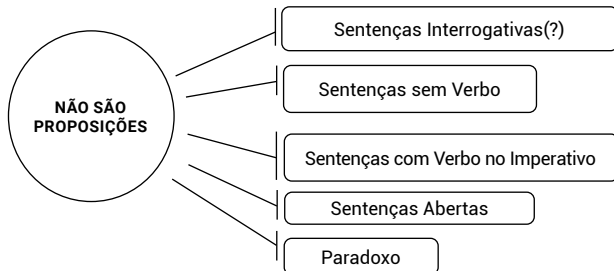 NÃO SÃO
PROPOSIÇÕES
Sentenças Interrogativas(?)
Sentenças sem Verbo
Sentenças com Verbo no Imperativo
Sentenças Abertas
Paradoxo